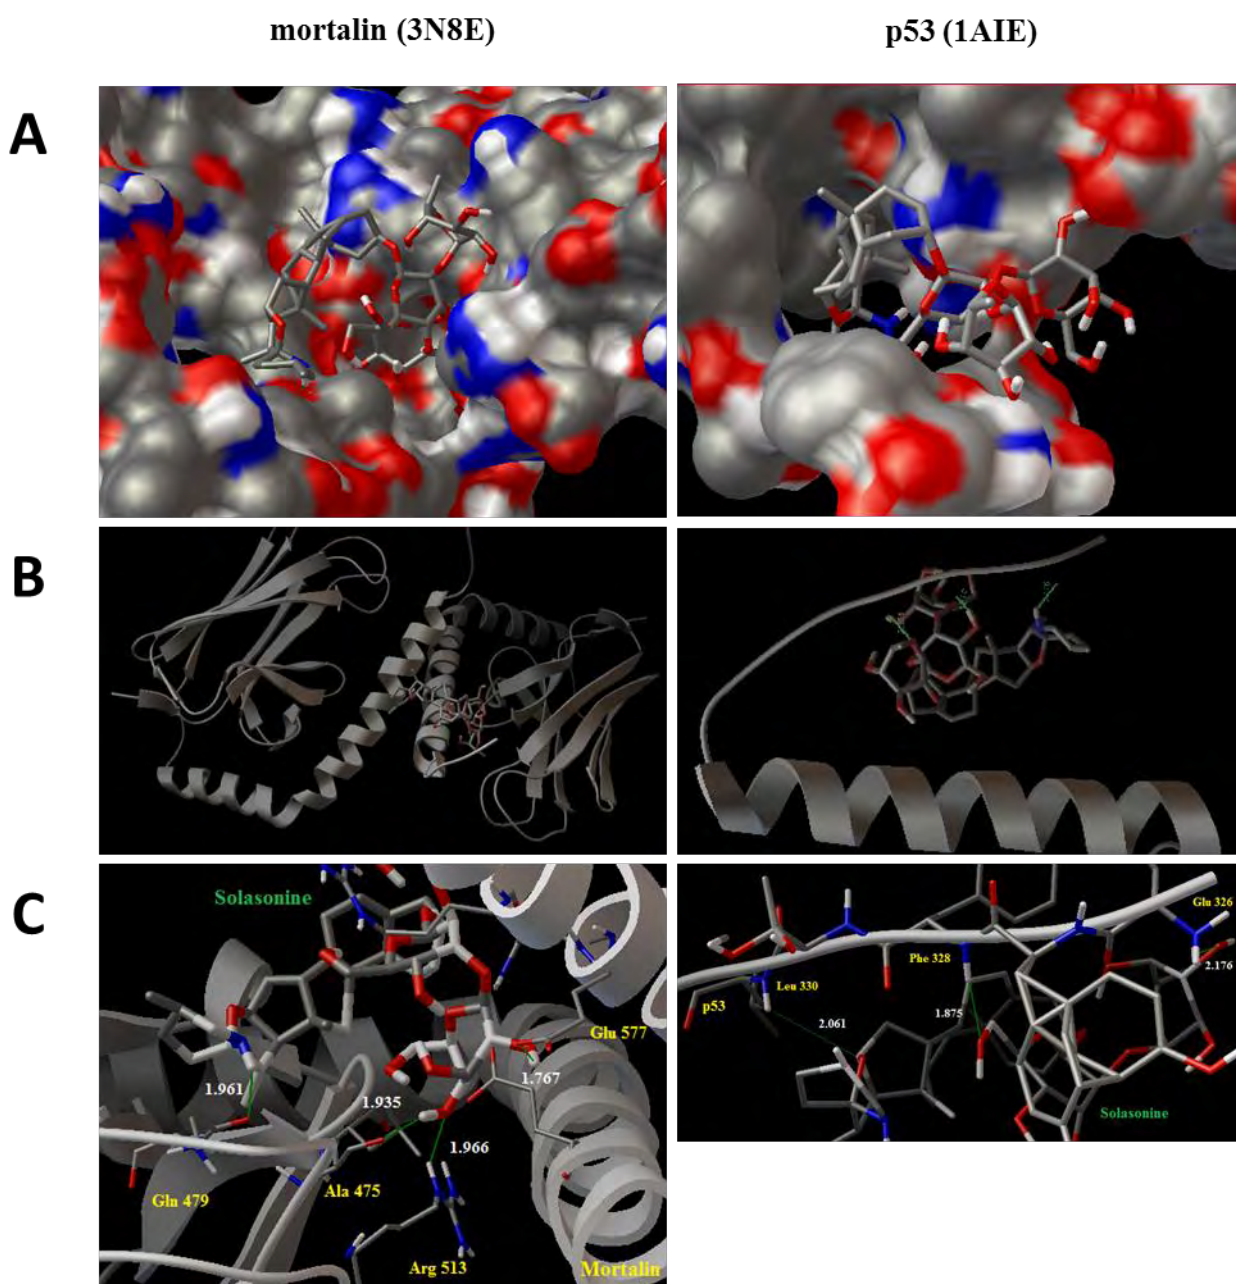 mortalin (3N8E)
p53 (1AIE)
A
B
C
Solasonine
Glu 577
1.961
1.935
1.767
1.966
Gln 479
Ala 475
Arg 513
Mortalin
Glu 326
2.176
Phe 328
Leu 330
p53
1.875
2.061
Solasonine